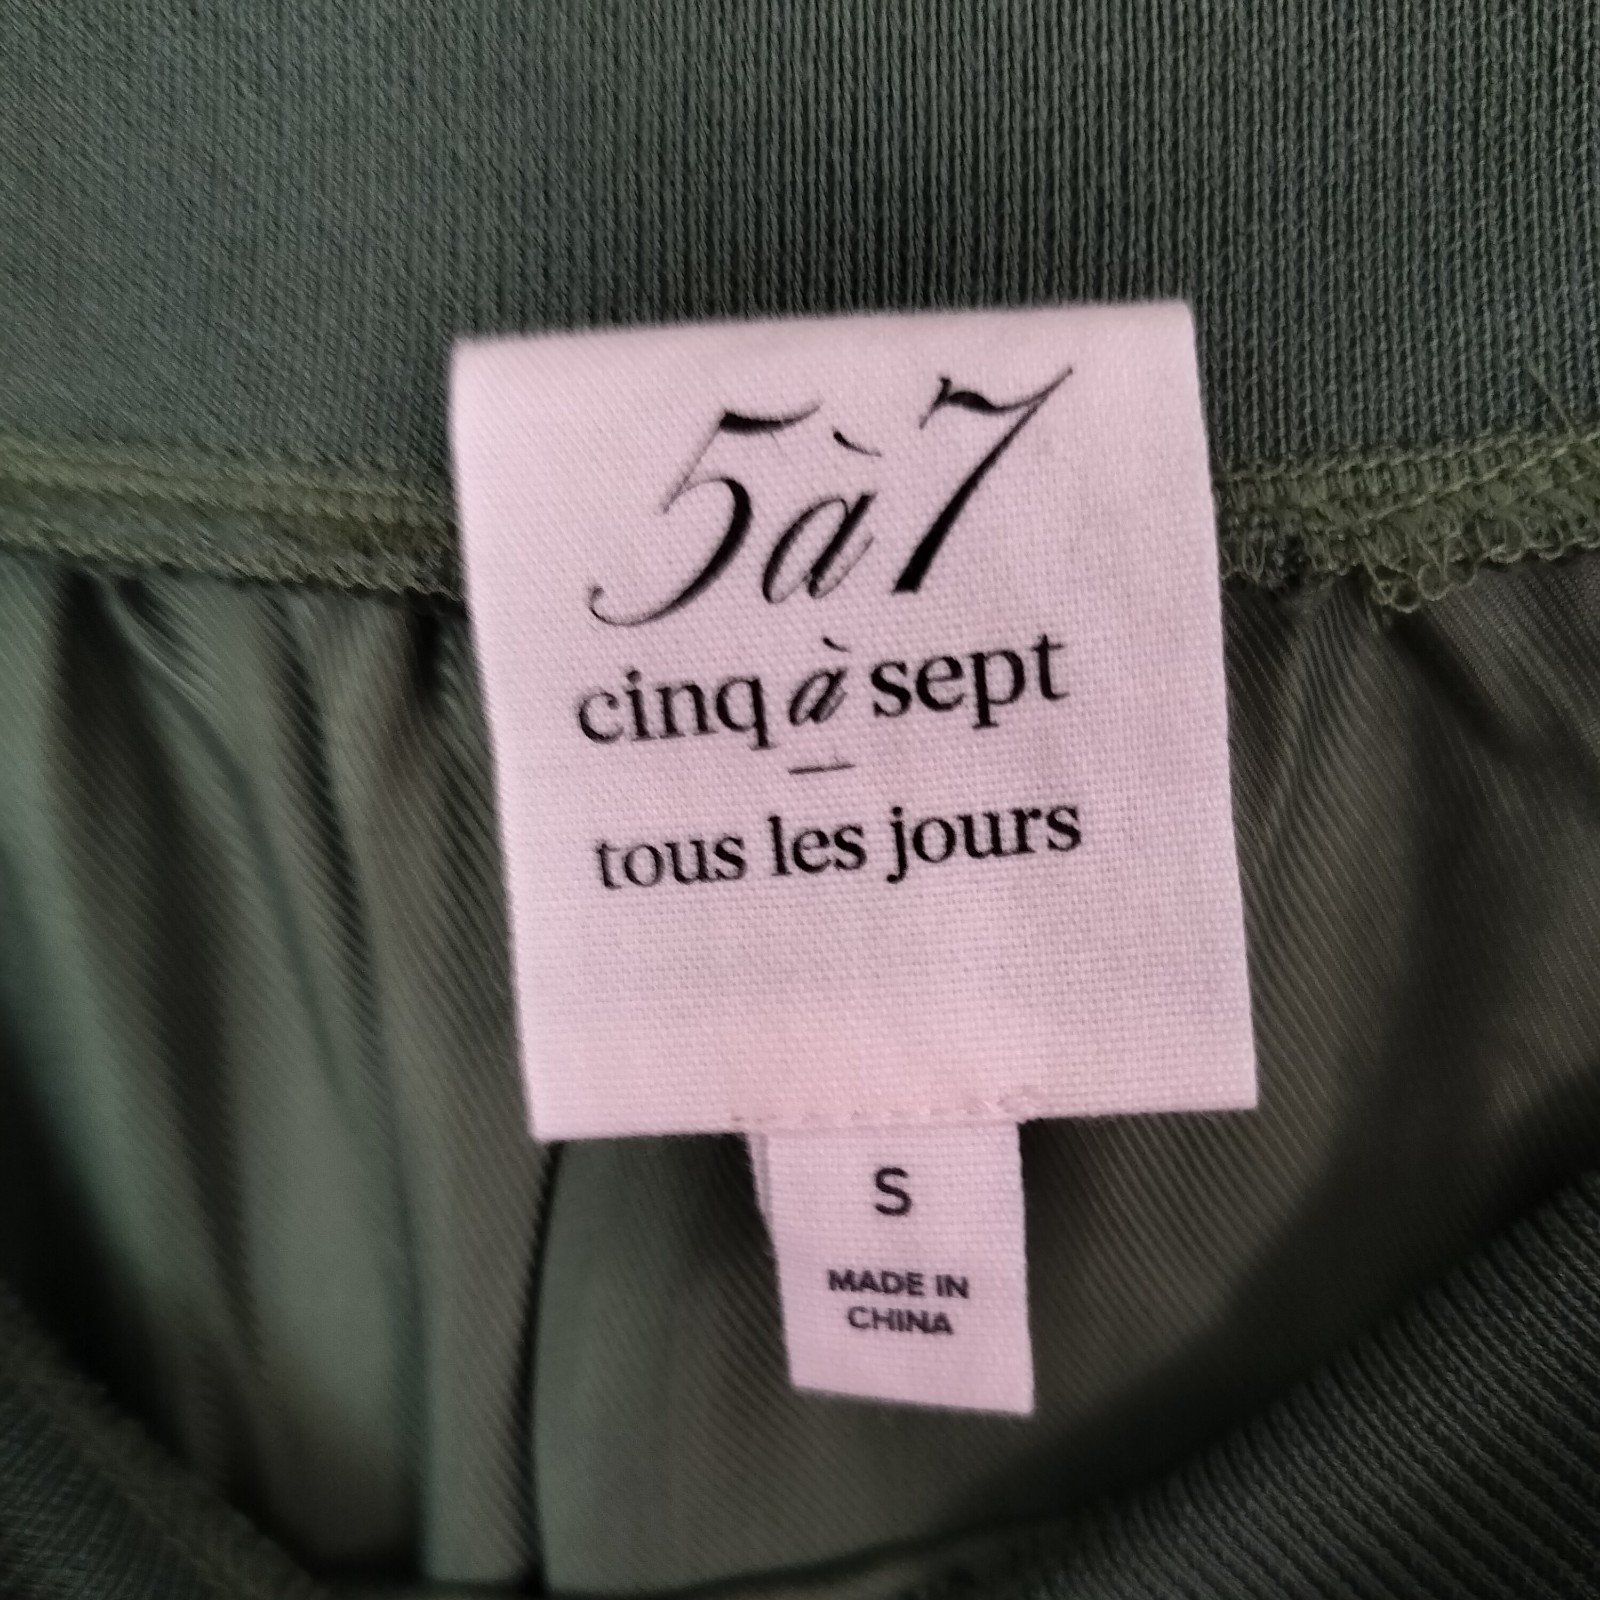 5à7
cinq à sept
—
tous les jours
S
MADE IN
CHINA